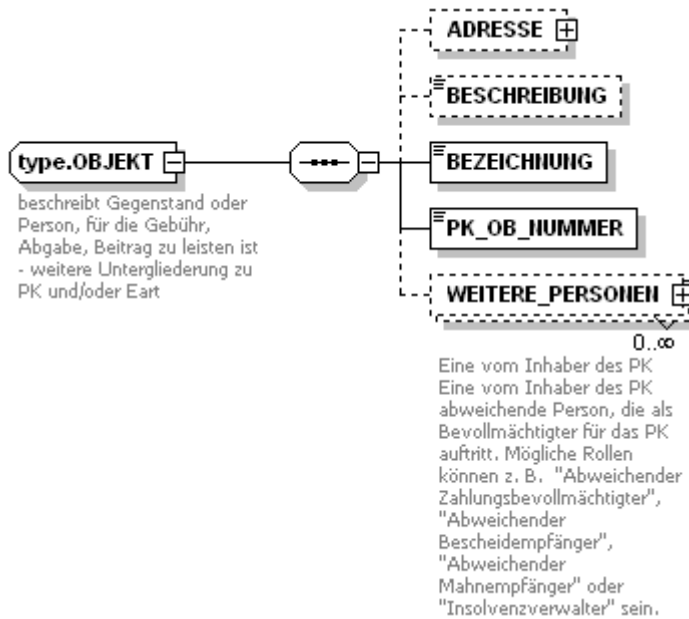 ADRESSE
BESCHREIBUNG
type.OBJEKT
BEZEICHNUNG
beschreibt Gegenstand oder
Person, für die Gebühr,
Abgabe, Beitrag zu leisten ist
- weitere Untergliederung zu
PK und/oder Eart
PK_OB_NUMMER
WEITERE_PERSONEN
0..∞
Eine vom Inhaber des PK
Eine vom Inhaber des PK
abweichende Person, die als
Bevollmächtigter für das PK
auftritt. Mögliche Rollen
können z. B. "Abweichender
Zahlungsbevollmächtigter",
"Abweichender
Bescheidempfänger",
"Abweichender
Mahnempfänger" oder
"Insolvenzverwalter" sein.